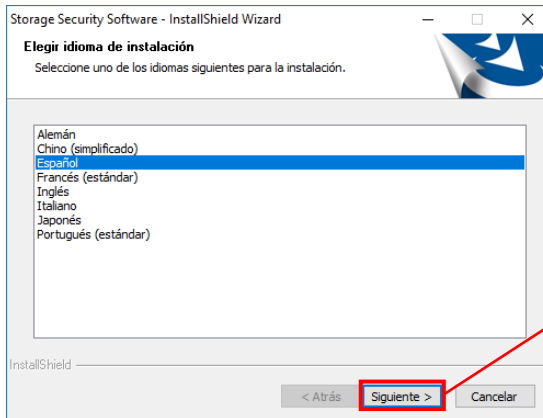 Storage Security Software - InstallShield Wizard
Elegir idioma de instalación
Seleccione uno de los idiomas siguientes para la instalación.
Alemán
Chino (simplificado)
Español
Francés (estándar)
Inglés
Italiano
Japonés
Portugués (estándar)
InstallShield
< Atrás Siguiente > Cancelar